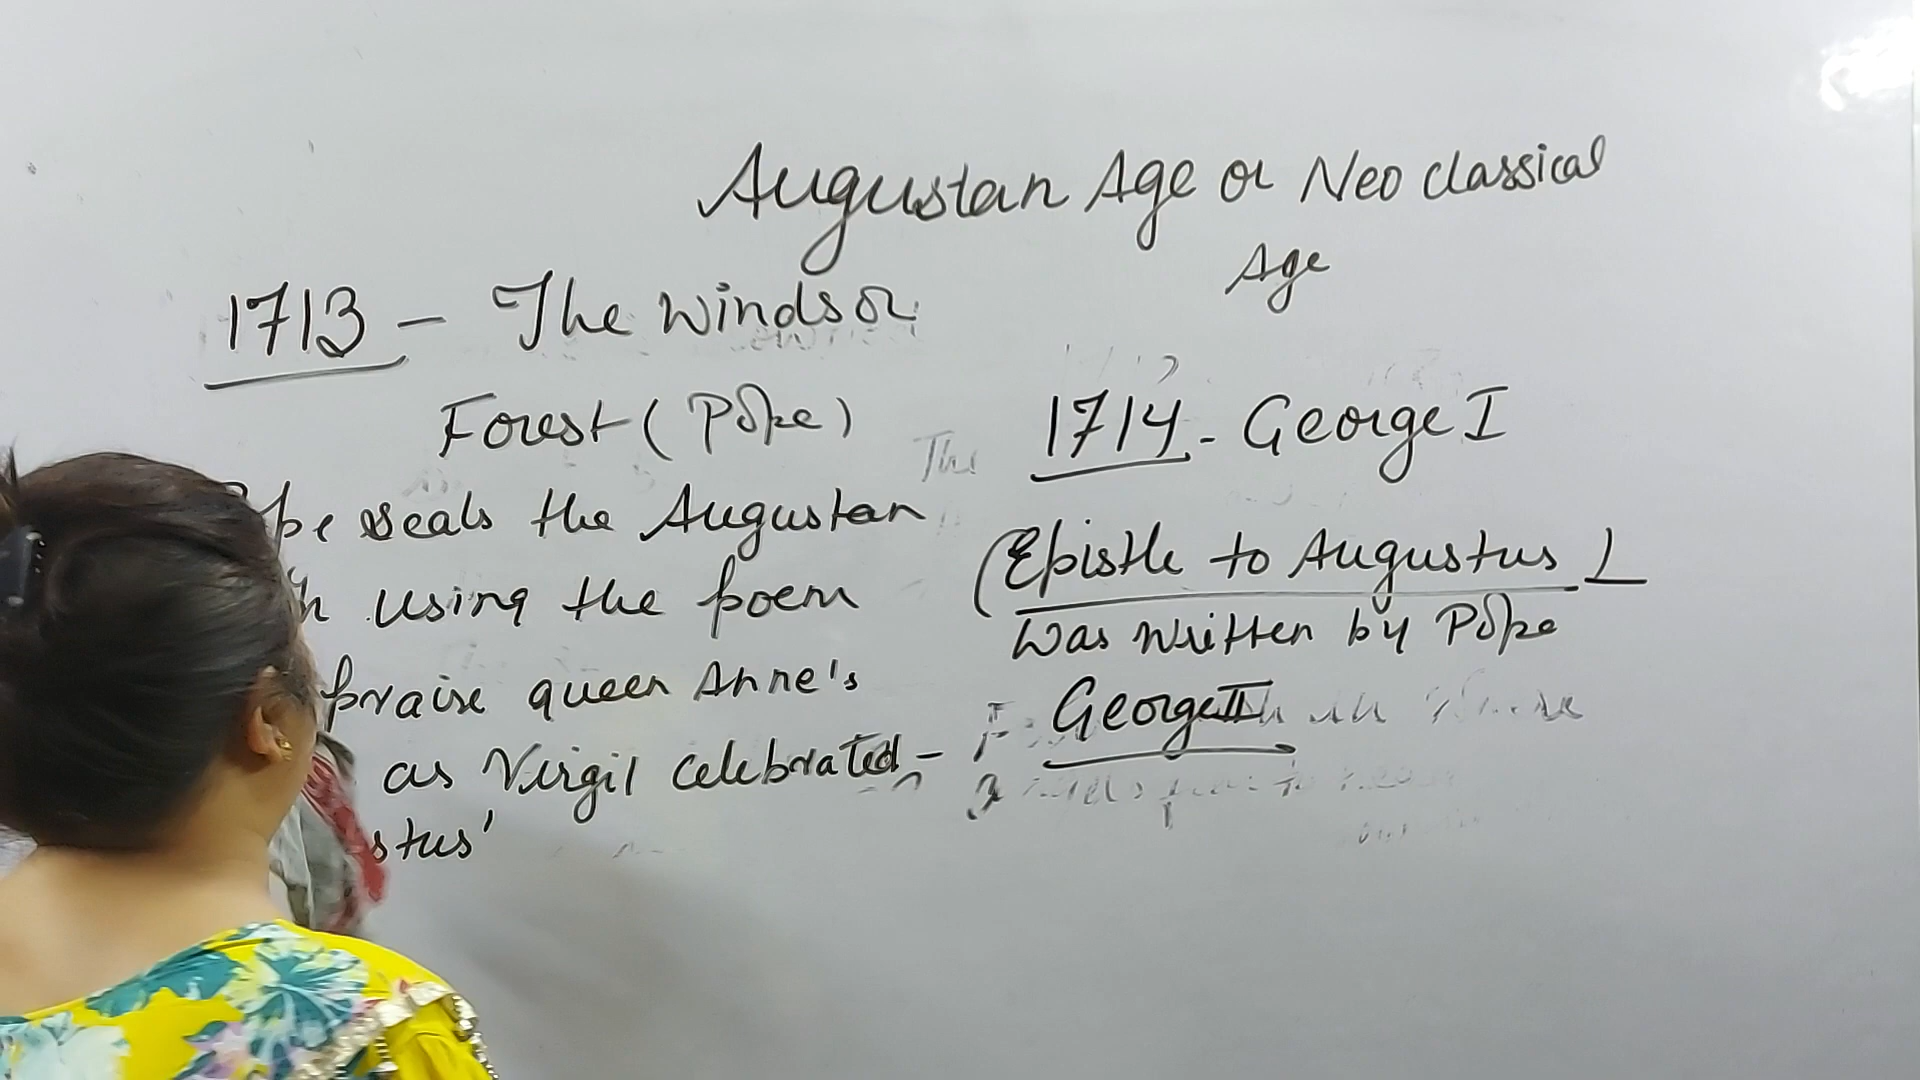 Augustan Age or Neo classical
Age
1713 - The Windsor
Forest (Pope)
seals the Augustan
using the poem
praise queen Anne's
as Virgil celebrated -
stus'
The
1714 - George I
(Epistle to Augustus)
was written by Pope
George II